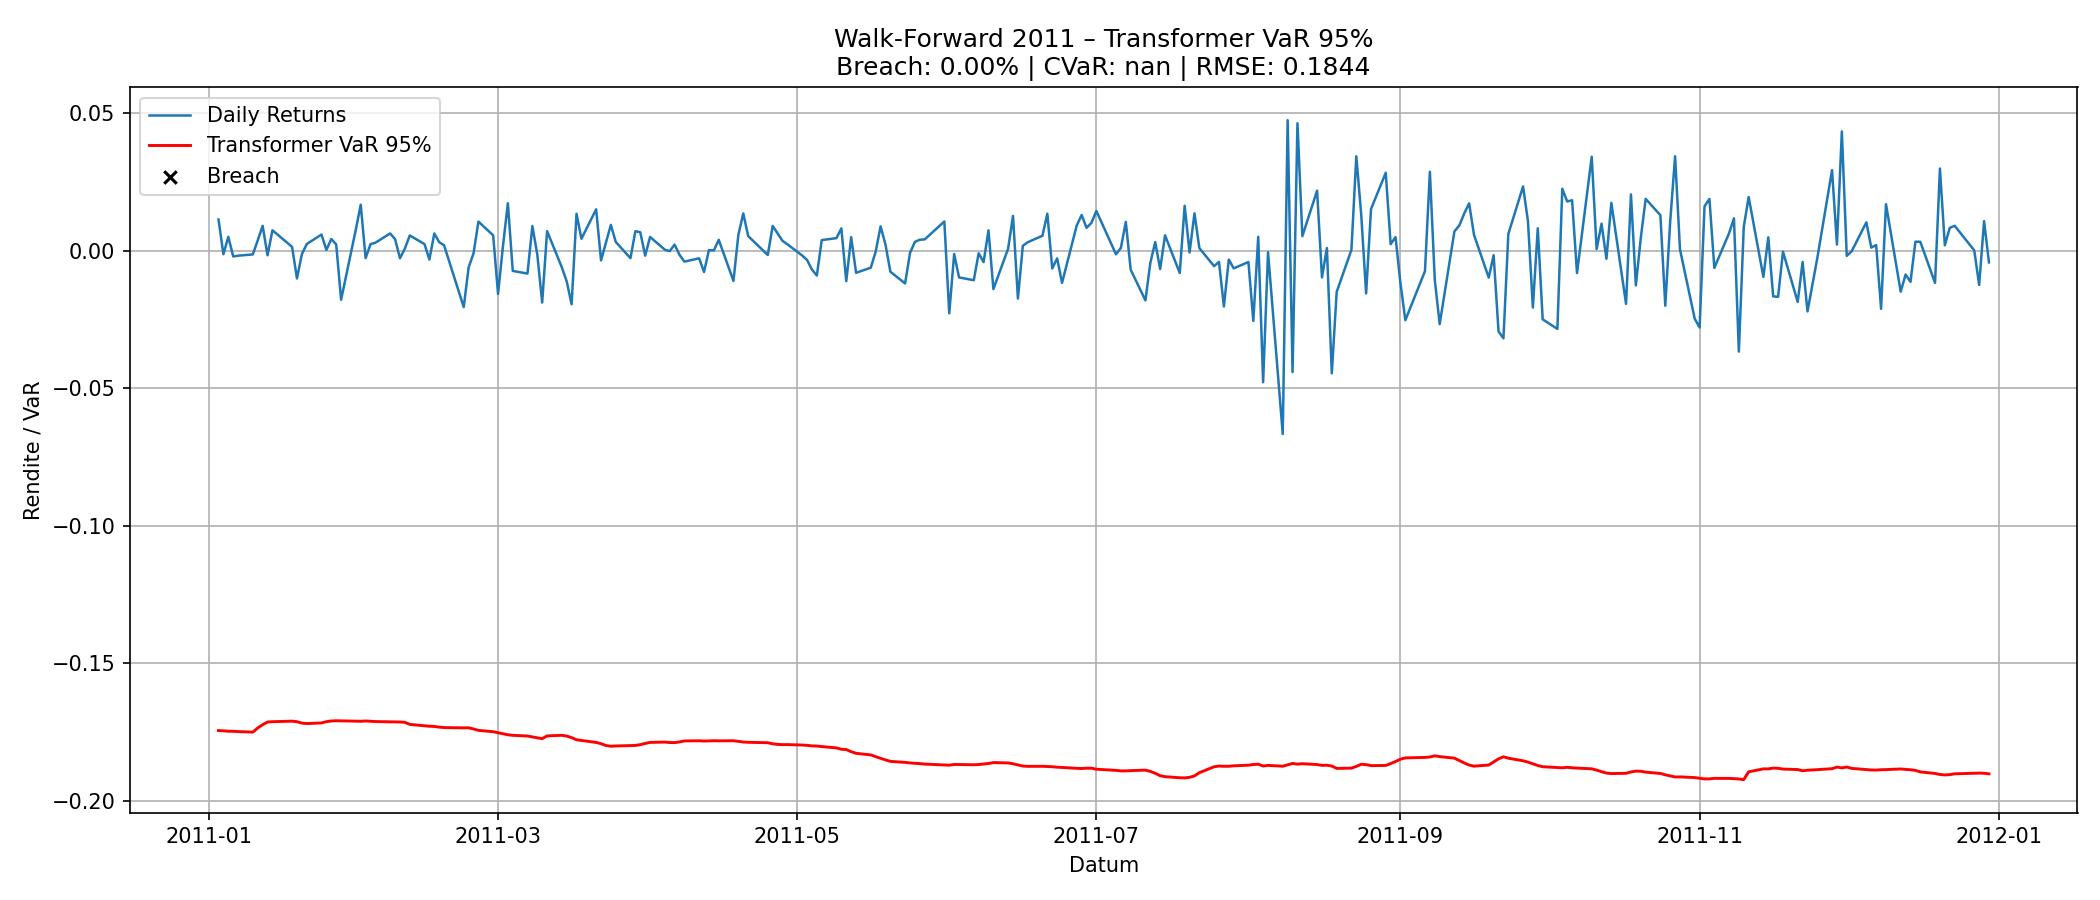 Walk-Forward 2011 – Transformer VaR 95%
Breach: 0.00% | CVaR: nan | RMSE: 0.1844
Daily Returns
Transformer VaR 95%
Breach
Rendite / VaR
0.05
0.00
−0.05
−0.10
−0.15
−0.20
2011-01
2011-03
2011-05
2011-07
2011-09
2011-11
2012-01
Datum